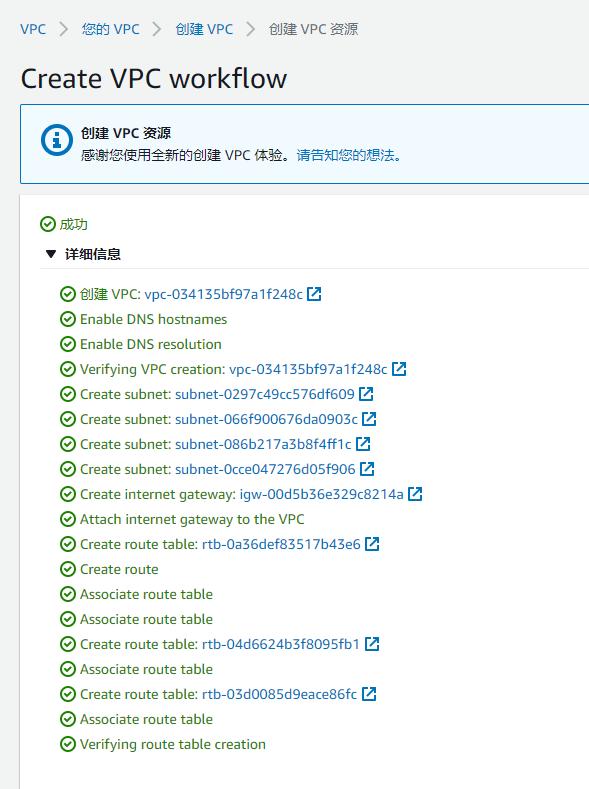 VPC > 您的 VPC > 创建 VPC > 创建 VPC 资源
Create VPC workflow
创建 VPC 资源
感谢您使用全新的创建 VPC 体验。请告知您的想法。
成功
详细信息
创建 VPC: vpc-034135bf97a1f248c
Enable DNS hostnames
Enable DNS resolution
Verifying VPC creation: vpc-034135bf97a1f248c
Create subnet: subnet-0297c49cc576df609
Create subnet: subnet-066f900676da0903c
Create subnet: subnet-086b217a3b8f4ff1c
Create subnet: subnet-0cce047276d05f906
Create internet gateway: igw-00d5b36e329c8214a
Attach internet gateway to the VPC
Create route table: rtb-0a36def83517b43e6
Create route
Associate route table
Associate route table
Create route table: rtb-04d6624b3f8095fb1
Associate route table
Create route table: rtb-03d0085d9eace86fc
Associate route table
Verifying route table creation